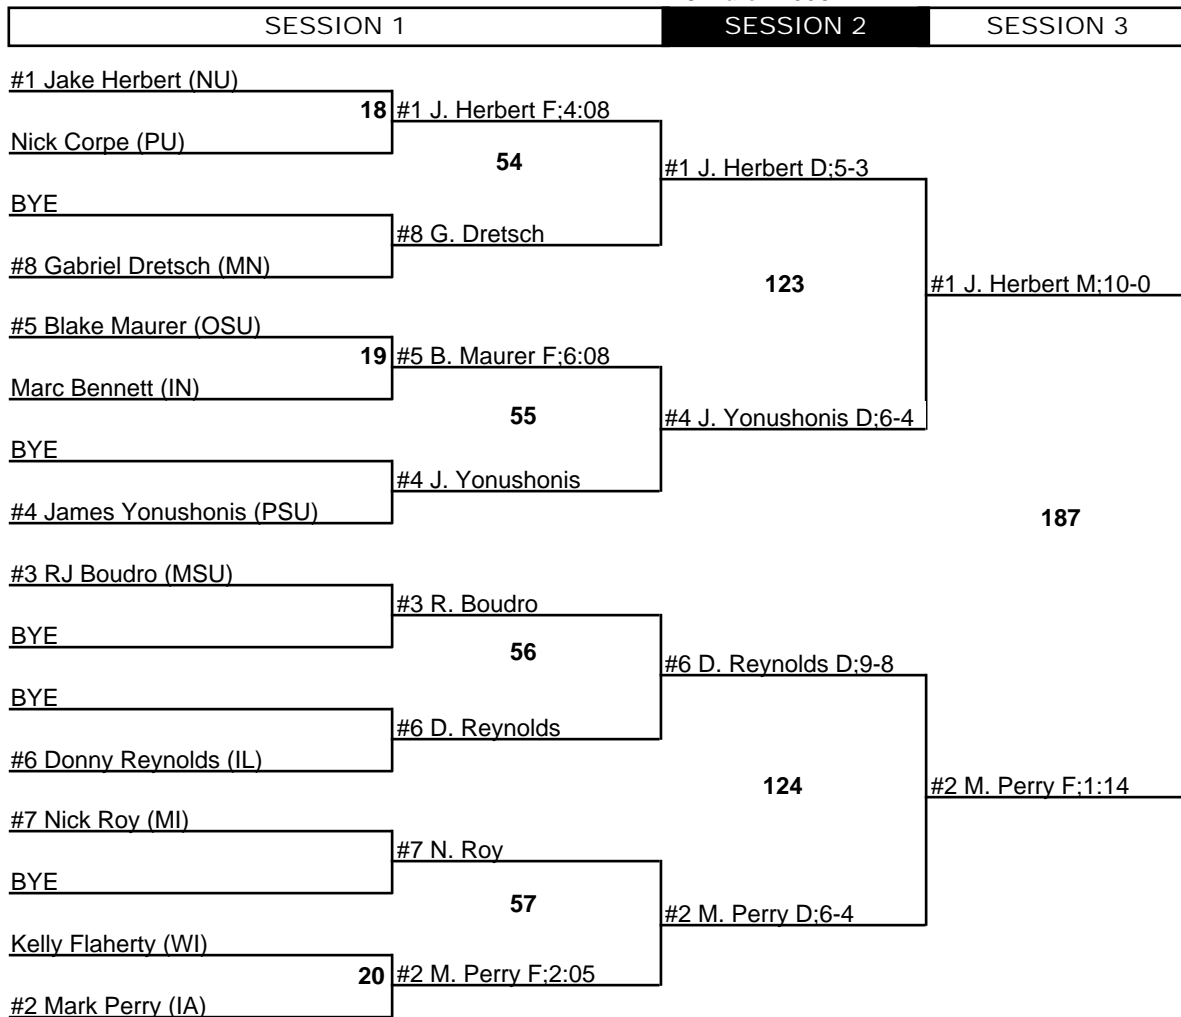 SESSION 1
SESSION 2
SESSION 3
#1 Jake Herbert (NU)
18 #1 J. Herbert F;4:08
Nick Corpe (PU)
54
#1 J. Herbert D;5-3
BYE
#8 G. Dretsch
#8 Gabriel Dretsch (MN)
123
#1 J. Herbert M;10-0
#5 Blake Maurer (OSU)
19 #5 B. Maurer F;6:08
Marc Bennett (IN)
55
#4 J. Yonushonis D;6-4
BYE
#4 J. Yonushonis
#4 James Yonushonis (PSU)
187
#3 RJ Boudro (MSU)
#3 R. Boudro
BYE
56
#6 D. Reynolds D;9-8
BYE
#6 D. Reynolds
#6 Donny Reynolds (IL)
124
#2 M. Perry F;1:14
#7 Nick Roy (MI)
#7 N. Roy
BYE
57
#2 M. Perry D;6-4
Kelly Flaherty (WI)
20 #2 M. Perry F;2:05
#2 Mark Perry (IA)